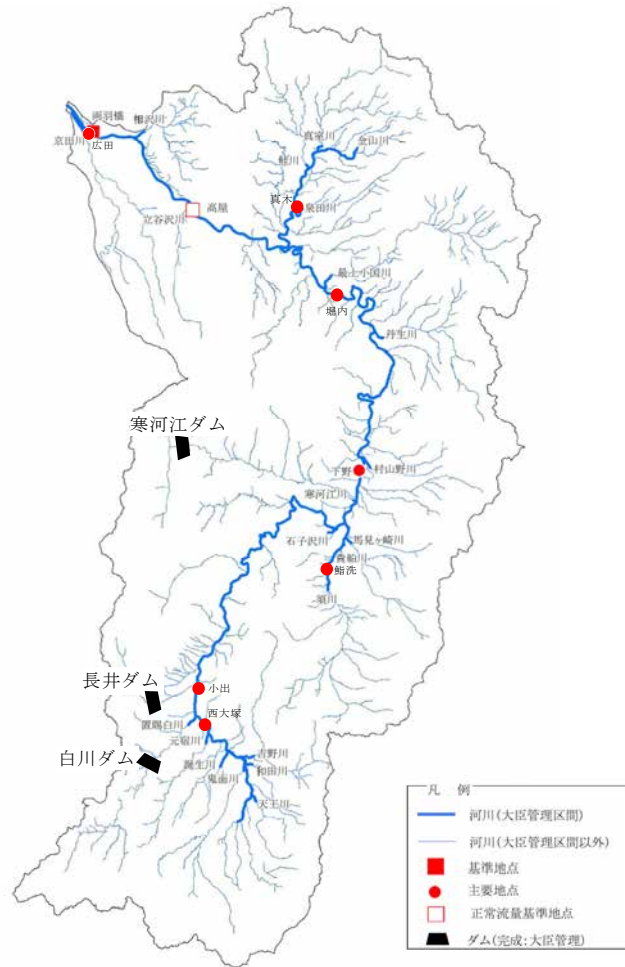 両羽橋
相沢川
京田川
広田
真室川
金山川
鮭川
真木
泉田川
高屋
立谷沢川
最上小国川
堀内
丹生川
寒河江ダム
下野
村山野川
寒河江川
石子沢川
馬見ヶ崎川
貴船川
鮨洗
須川
長井ダム
小出
西大塚
置賜白川
元宿川
白川ダム
誕生川
吉野川
鬼面川
和田川
天王川
凡 例
河川(大臣管理区間)
河川(大臣管理区間以外)
基準地点
主要地点
正常流量基準地点
ダム(完成:大臣管理)